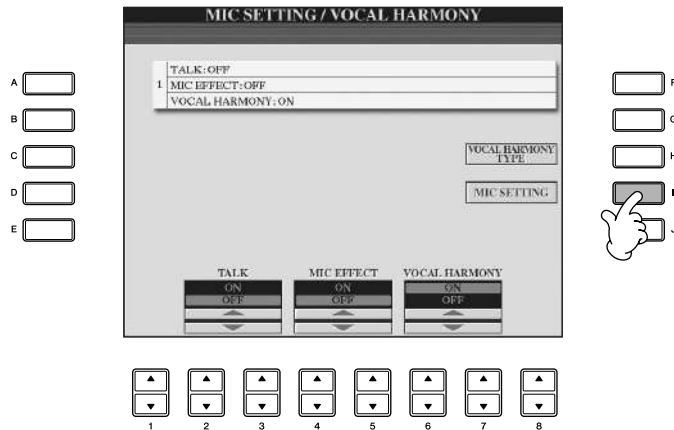 MIC SETTING / VOCAL HARMONY
TALK:OFF
1 MIC EFFECT:OFF
VOCAL HARMONY:ON
VOCAL HARMONY
TYPE
MIC SETTING
TALK MIC EFFECT VOCAL HARMONY
ON ON ON
OFF OFF OFF
A
B
C
D
E
1 2 3 4 5 6 7 8